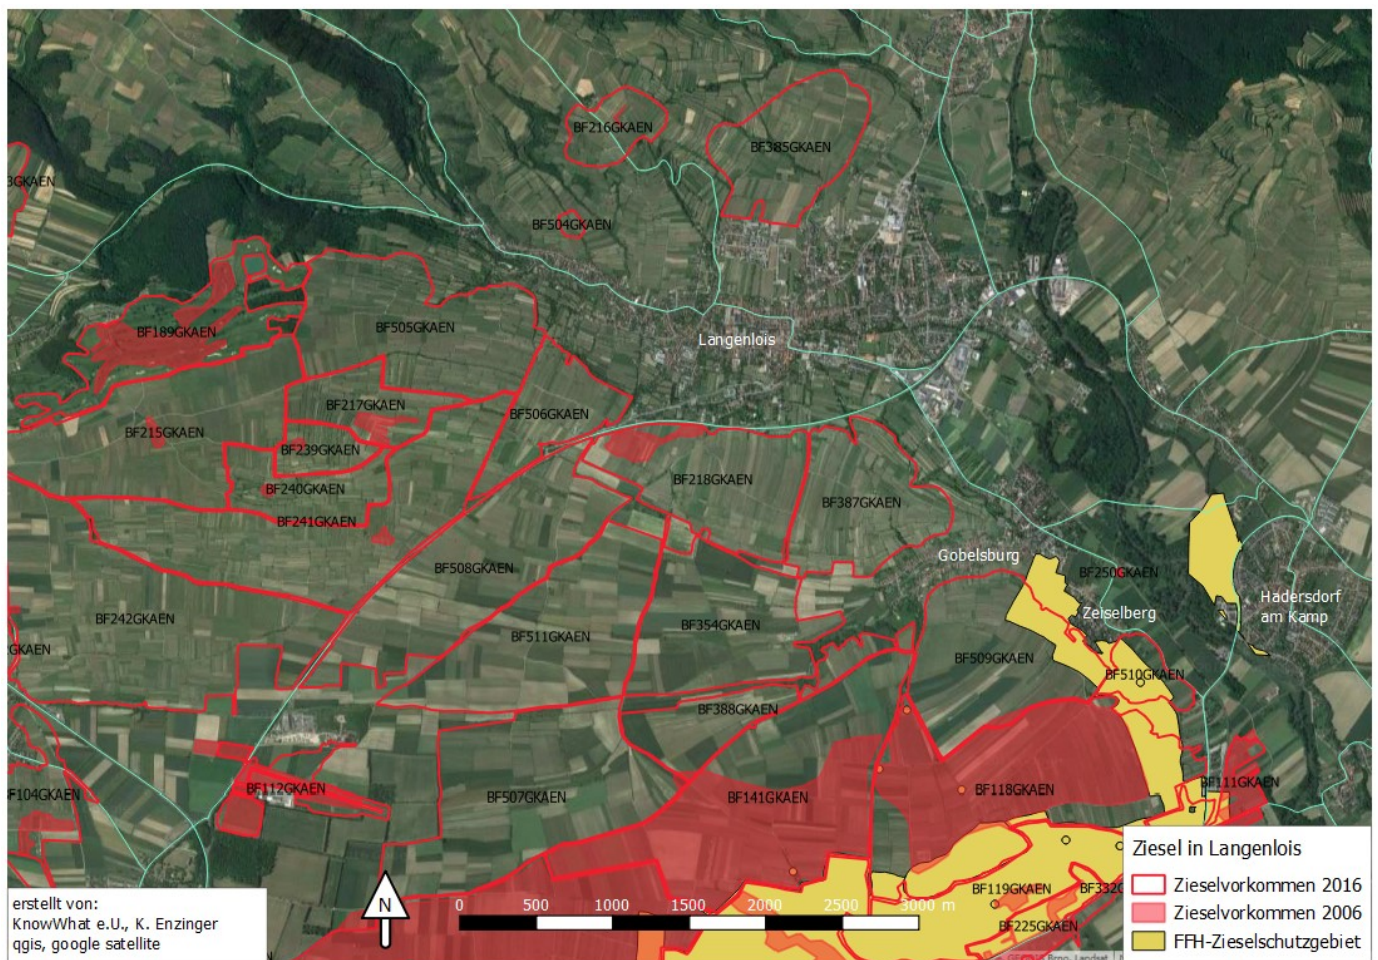 BF216GKAEN
BF385GKAEN
3GKAEN
BF504GKAEN
BF189GKAEN
BF505GKAEN
Langenlois
BF217GKAEN
BF506GKAEN
BF215GKAEN
BF239GKAEN
BF218GKAEN
BF240GKAEN
BF387GKAEN
BF241GKAEN
Gobelsburg
BF508GKAEN
BF250GKAEN
Hadersdorf
am Kamp
Zeiselberg
BF242GKAEN
BF354GKAEN
BF511GKAEN
GKAEN
BF509GKAEN
BF510GKAEN
BF388GKAEN
BF112GKAEN
BF104GKAEN
BF507GKAEN
BF141GKAEN
BF118GKAEN
BF111GKAEN
BF119GKAEN
BF332G
BF225GKAEN
Ziesel in Langenlois
Zieselvorkommen 2016
Zieselvorkommen 2006
FFH-Zieselschutzgebiet
erstellt von:
KnowWhat e.U., K. Enzinger
qgis, google satellite
N
0 500 1000 1500 2000 2500 3000 m
N